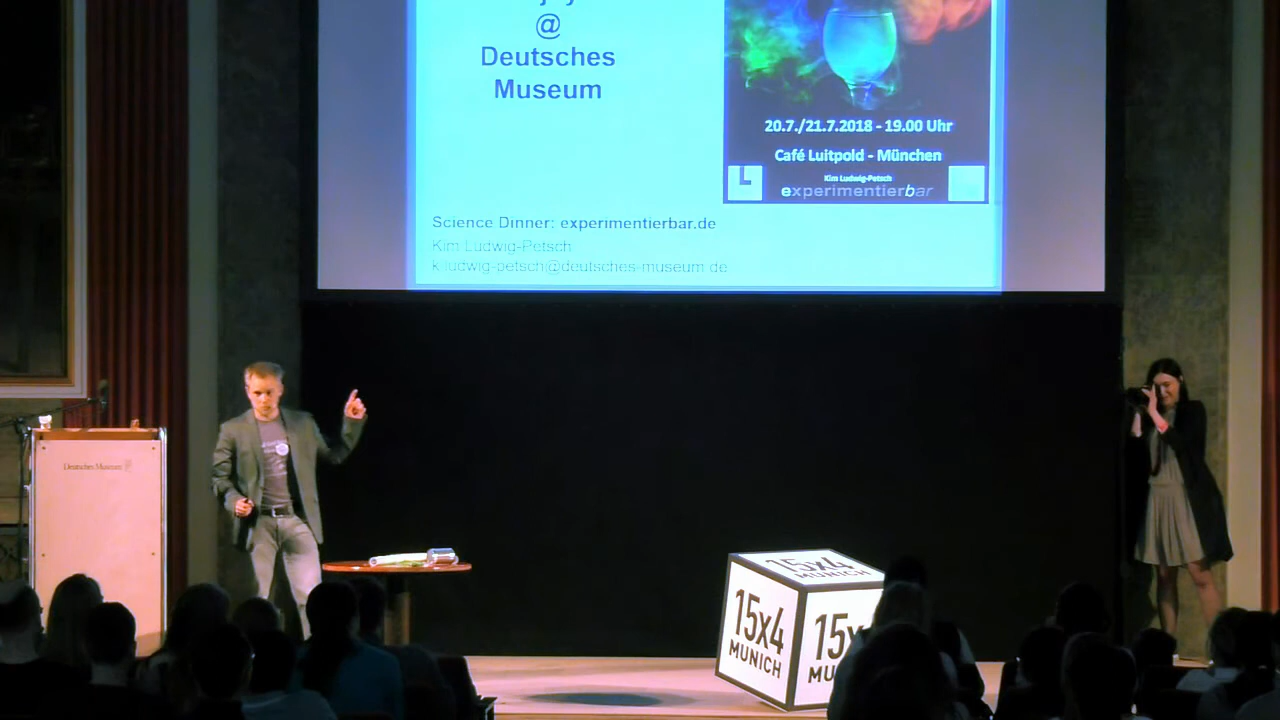 @
Deutsches
Museum
20.7./21.7.2018 - 19.00 Uhr
Café Luitpold - München
Kim Ludwig-Petsch
experimentierbar
Science Dinner: experimentierbar.de
Kim Ludwig-Petsch
k.ludwig-petsch@deutsches-museum.de
Deutsches Museum
15x4
MUNICH
15x4
MUNICH
15x
MU